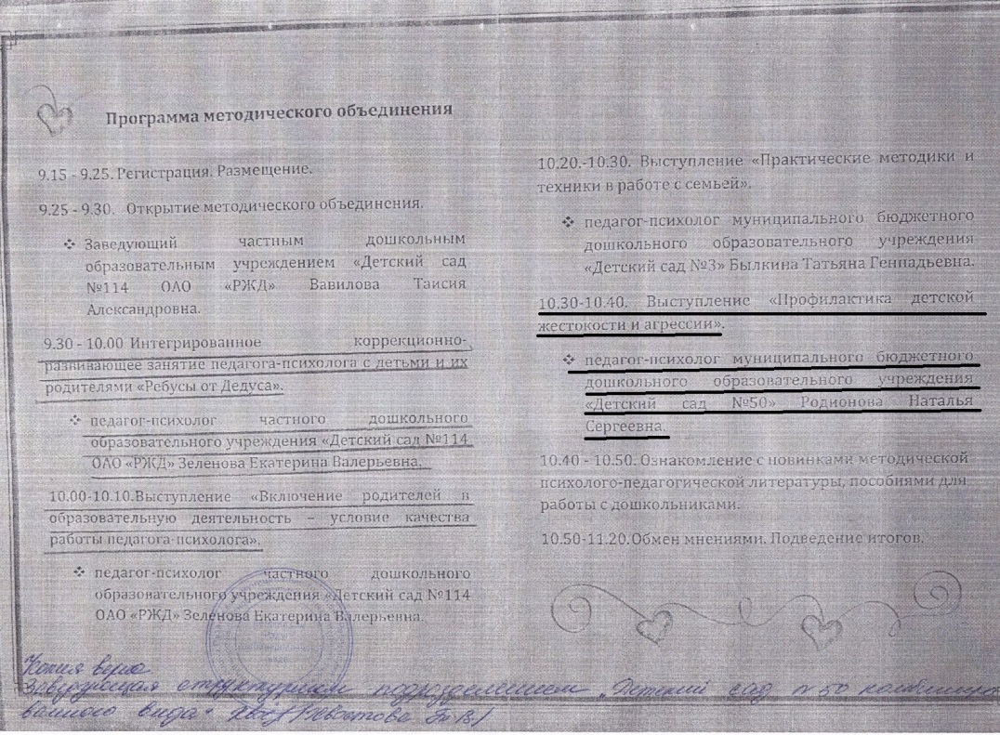 Программа методического объединения
9.15 - 9.25. Регистрация. Размещение.
9.25 - 9.30. Открытие методического объединения.
❖ Заведующий частным дошкольным
образовательным учреждением «Детский сад
№114 ОАО «РЖД» Вавилова Таисия
Александровна.
9.30 - 10.00 Интегрированное коррекционно-
развивающее занятие педагога-психолога с детьми и их
родителями «Ребусы от Дедуса».
❖ педагог-психолог частного дошкольного
образовательного учреждения «Детский сад №114
ОАО «РЖД» Зеленова Екатерина Валерьевна.
10.00-10.10.Выступление «Включение родителей в
образовательную деятельность – условие качества
работы педагога-психолога».
❖ педагог-психолог частного дошкольного
образовательного учреждения «Детский сад №114
ОАО «РЖД» Зеленова Екатерина Валерьевна.
10.20.-10.30. Выступление «Практические методики и
техники в работе с семьей».
❖ педагог-психолог муниципального бюджетного
дошкольного образовательного учреждения
«Детский сад №3» Былкина Татьяна Геннадьевна.
10.30-10.40. Выступление «Профилактика детской
жестокости и агрессии».
❖ педагог-психолог муниципального бюджетного
дошкольного образовательного учреждения
«Детский сад №50» Родионова Наталья
Сергеевна.
10.40 - 10.50. Ознакомление с новинками методической
психолого-педагогической литературы, пособиями для
работы с дошкольниками.
10.50-11.20.Обмен мнениями. Подведение итогов.
Копия верна
Заведующая структурным подразделением „Детский сад №50 комбиниро
ванного вида" /Хвостова Т.В./